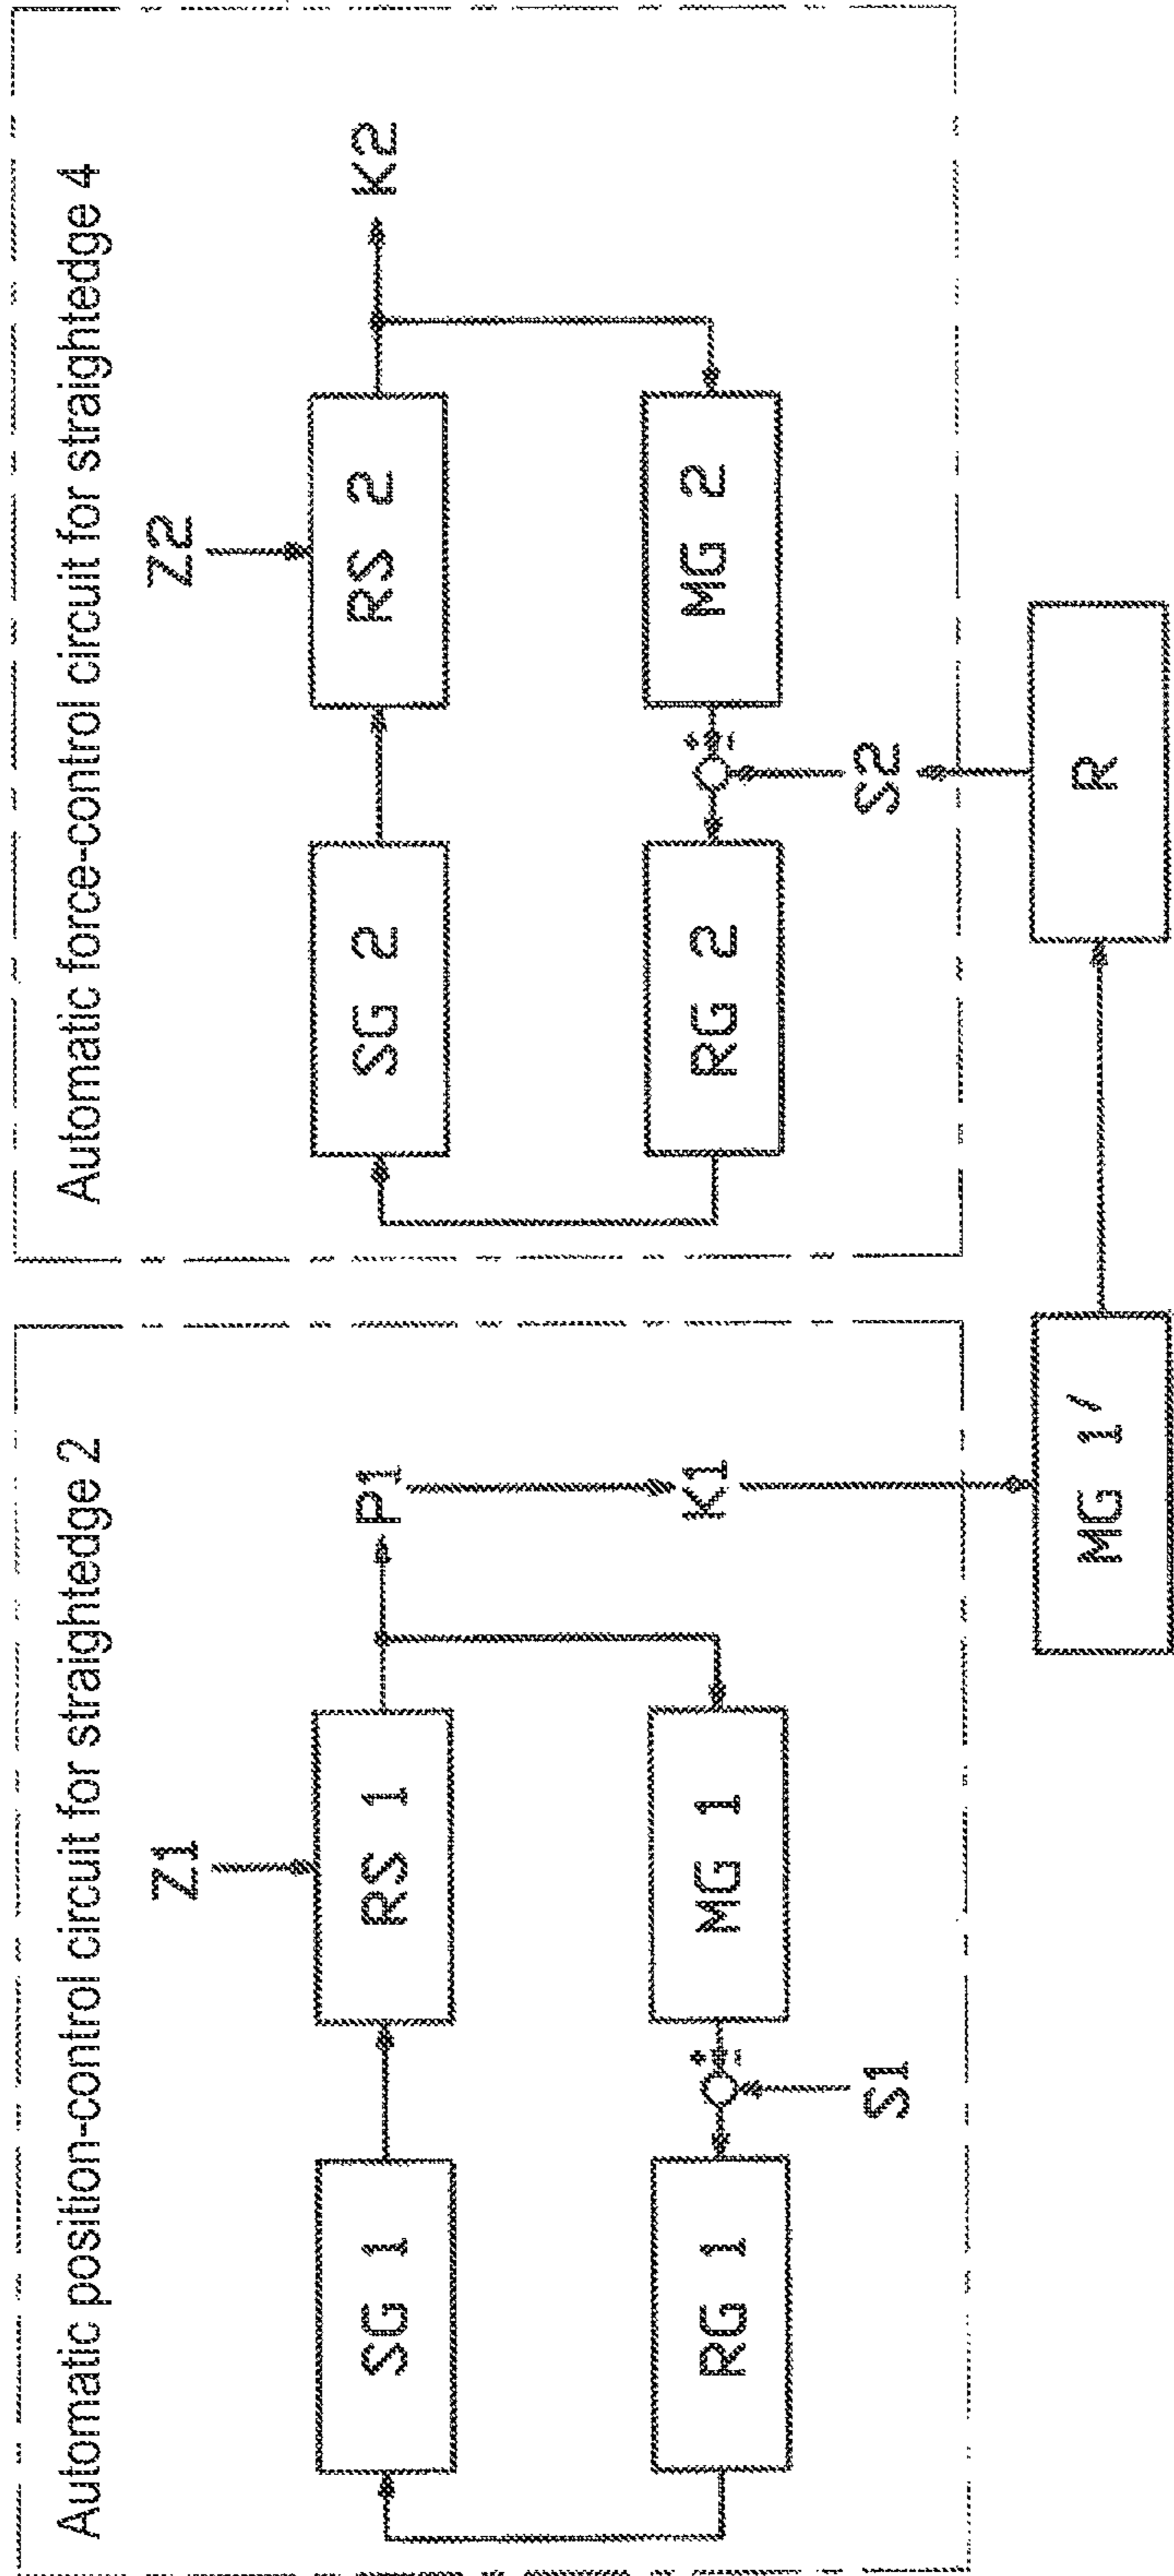 Automatic position-control circuit for straightedge 2
Z1
SG 1
RS 1
P1
RG 1
MG 1
K1
S1
MG 1'
Automatic force-control circuit for straightedge 4
Z2
SG 2
RS 2
K2
RG 2
MG 2
S2
R